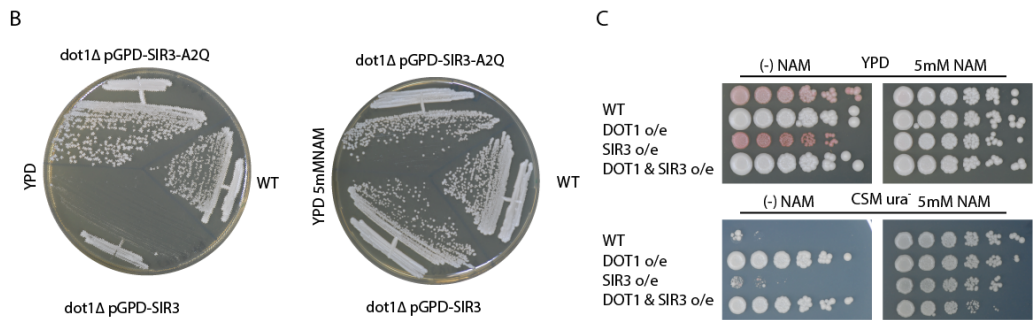 B
dot1Δ pGPD-SIR3-A2Q
YPD
WT
dot1Δ pGPD-SIR3
dot1Δ pGPD-SIR3-A2Q
YPD 5mMNAM
WT
dot1Δ pGPD-SIR3
C
(-) NAM YPD 5mM NAM
WT
DOT1 o/e
SIR3 o/e
DOT1 & SIR3 o/e
(-) NAM CSM ura⁻ 5mM NAM
WT
DOT1 o/e
SIR3 o/e
DOT1 & SIR3 o/e